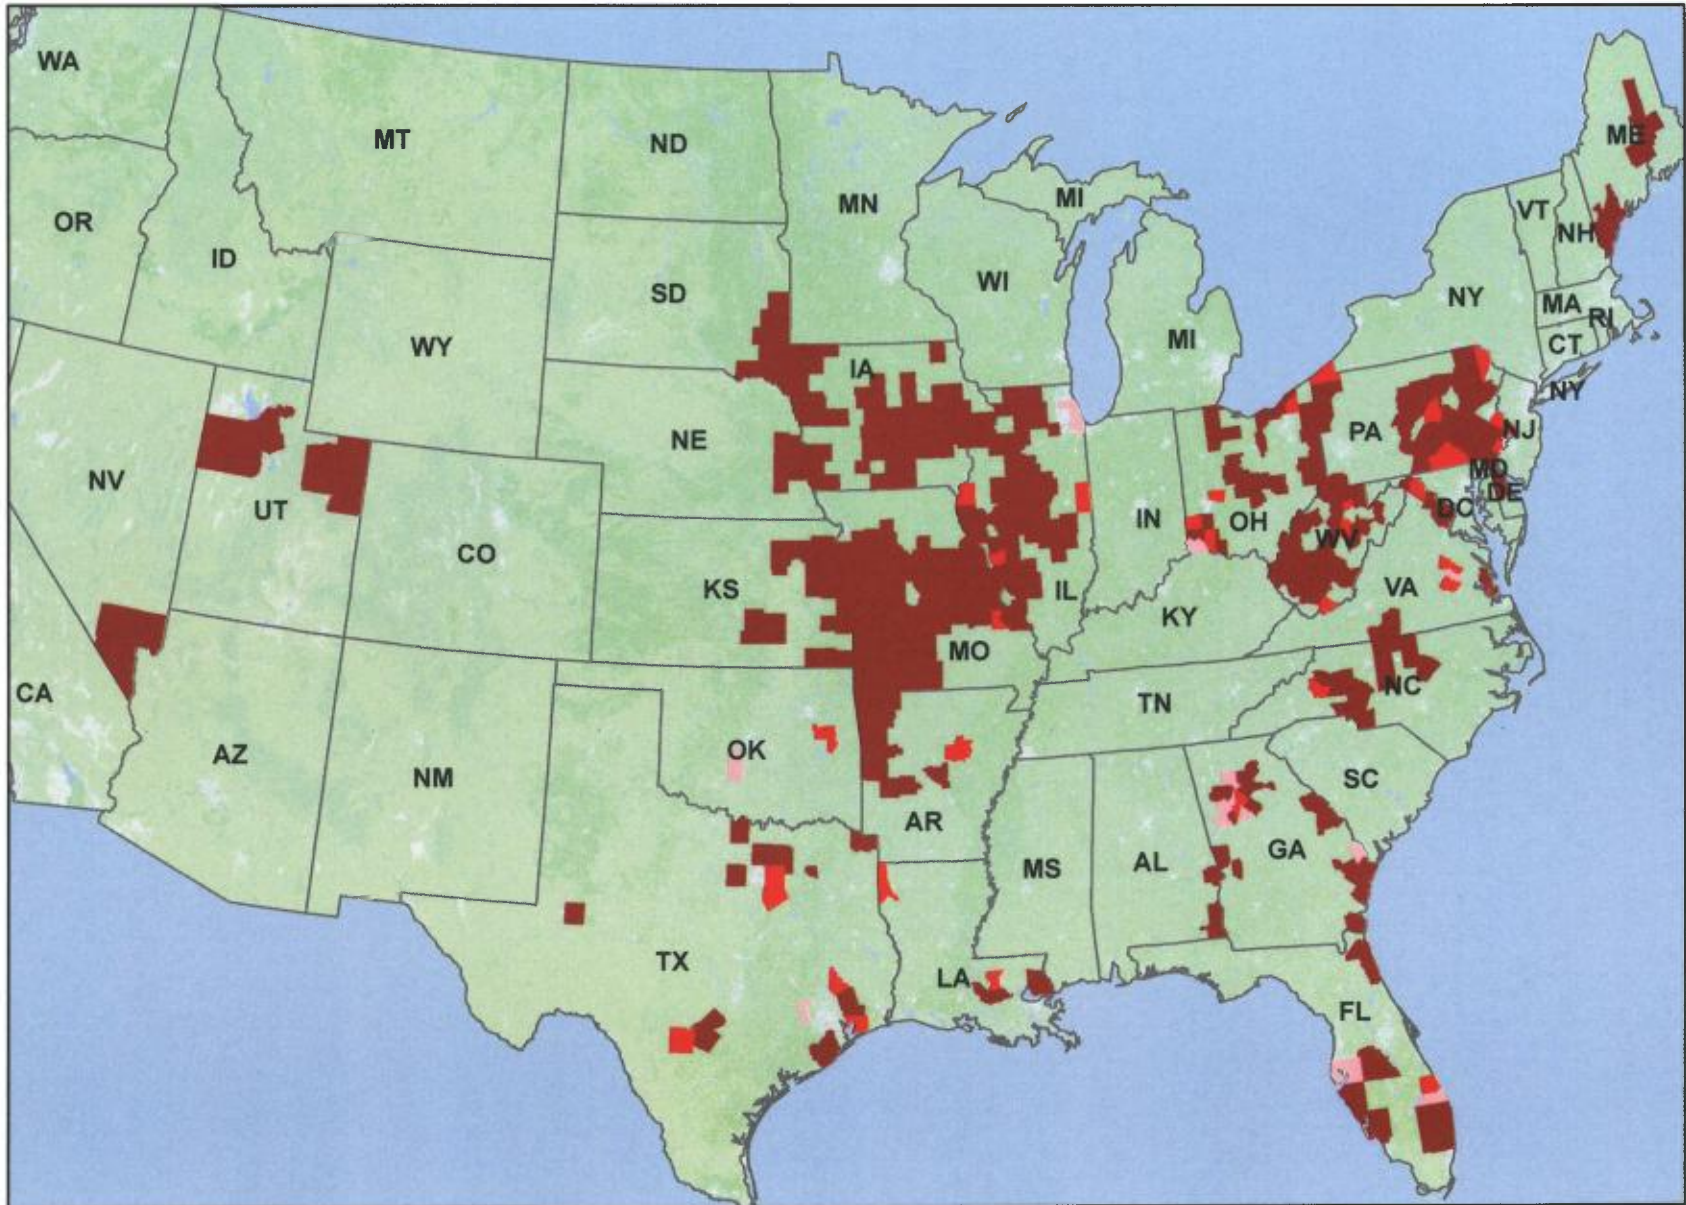 WA
MT
ND
MN
MI
ME
OR
ID
SD
WI
VT
NH
WY
MI
NY
MA
RI
IA
CT
NY
NE
PA
NJ
NV
UT
MD
DE
IN
OH
DC
WV
CO
KS
IL
VA
KY
MO
CA
TN
NC
AZ
NM
OK
SC
AR
MS
AL
GA
TX
LA
FL